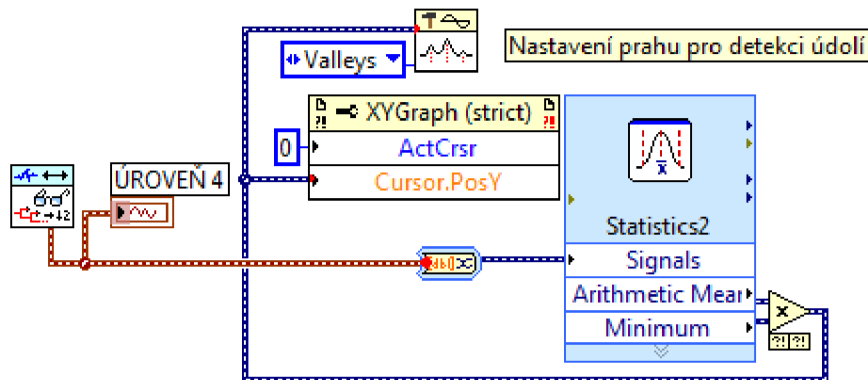 Nastavení prahu pro detekci údolí
Valleys
XYGraph (strict)
0
ActCrsr
Cursor.PosY
ÚROVEŇ 4
Statistics2
Signals
Arithmetic Mear
Minimum